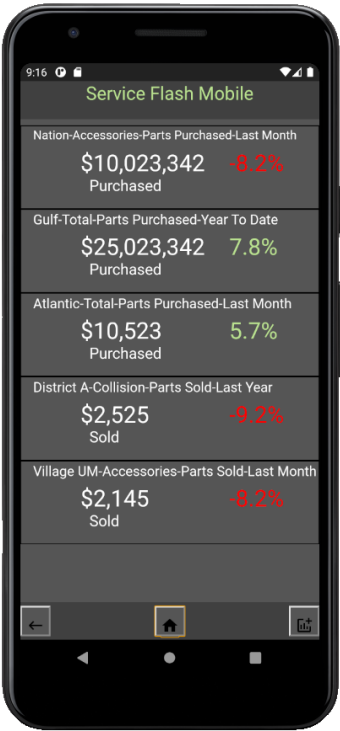 9:16
Service Flash Mobile
Nation-Accessories-Parts Purchased-Last Month
$10,023,342 -8.2%
Purchased
Gulf-Total-Parts Purchased-Year To Date
$25,023,342 7.8%
Purchased
Atlantic-Total-Parts Purchased-Last Month
$10,523 5.7%
Purchased
District A-Collision-Parts Sold-Last Year
$2,525 -9.2%
Sold
Village UM-Accessories-Parts Sold-Last Month
$2,145 -8.2%
Sold